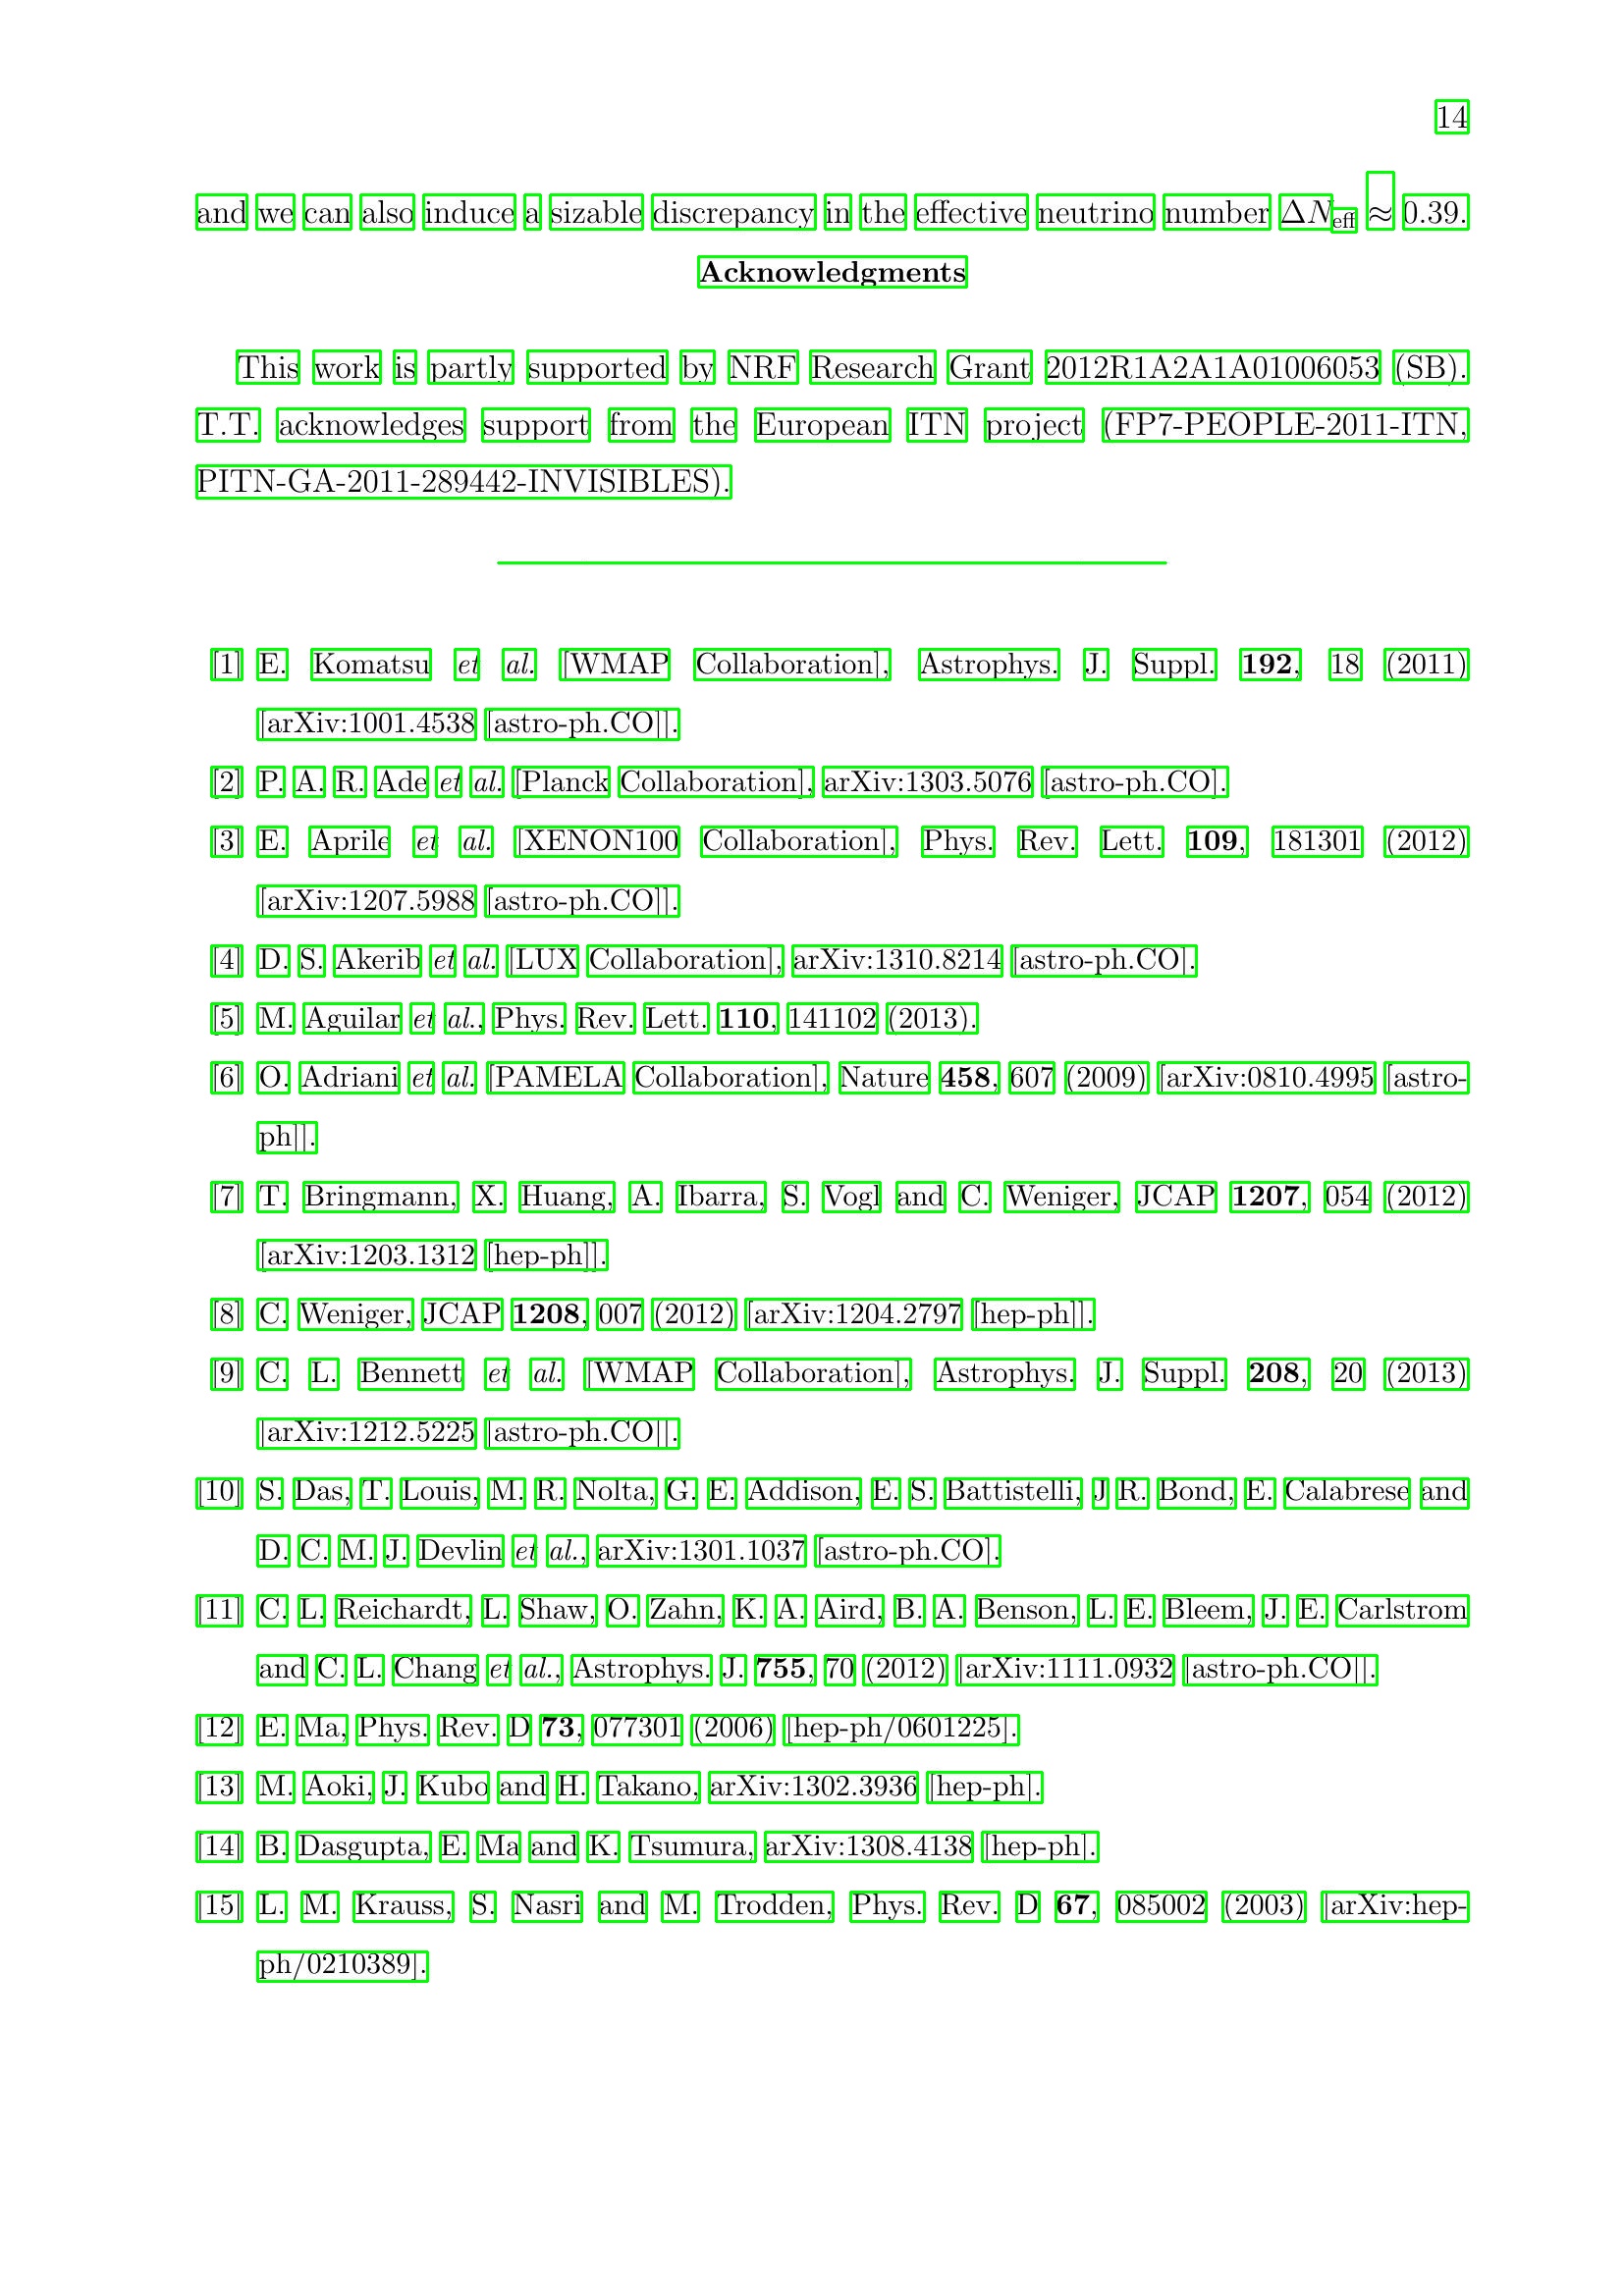 14
and we can also induce a sizable discrepancy in the effective neutrino number ΔN_eff ≈ 0.39.
Acknowledgments
This work is partly supported by NRF Research Grant 2012R1A2A1A01006053 (SB).
T.T. acknowledges support from the European ITN project (FP7-PEOPLE-2011-ITN,
PITN-GA-2011-289442-INVISIBLES).
[1] E. Komatsu et al. [WMAP Collaboration], Astrophys. J. Suppl. 192, 18 (2011)
[arXiv:1001.4538 [astro-ph.CO]].
[2] P. A. R. Ade et al. [Planck Collaboration], arXiv:1303.5076 [astro-ph.CO].
[3] E. Aprile et al. [XENON100 Collaboration], Phys. Rev. Lett. 109, 181301 (2012)
[arXiv:1207.5988 [astro-ph.CO]].
[4] D. S. Akerib et al. [LUX Collaboration], arXiv:1310.8214 [astro-ph.CO].
[5] M. Aguilar et al., Phys. Rev. Lett. 110, 141102 (2013).
[6] O. Adriani et al. [PAMELA Collaboration], Nature 458, 607 (2009) [arXiv:0810.4995 [astro-
ph]].
[7] T. Bringmann, X. Huang, A. Ibarra, S. Vogl and C. Weniger, JCAP 1207, 054 (2012)
[arXiv:1203.1312 [hep-ph]].
[8] C. Weniger, JCAP 1208, 007 (2012) [arXiv:1204.2797 [hep-ph]].
[9] C. L. Bennett et al. [WMAP Collaboration], Astrophys. J. Suppl. 208, 20 (2013)
[arXiv:1212.5225 [astro-ph.CO]].
[10] S. Das, T. Louis, M. R. Nolta, G. E. Addison, E. S. Battistelli, J R. Bond, E. Calabrese and
D. C. M. J. Devlin et al., arXiv:1301.1037 [astro-ph.CO].
[11] C. L. Reichardt, L. Shaw, O. Zahn, K. A. Aird, B. A. Benson, L. E. Bleem, J. E. Carlstrom
and C. L. Chang et al., Astrophys. J. 755, 70 (2012) [arXiv:1111.0932 [astro-ph.CO]].
[12] E. Ma, Phys. Rev. D 73, 077301 (2006) [hep-ph/0601225].
[13] M. Aoki, J. Kubo and H. Takano, arXiv:1302.3936 [hep-ph].
[14] B. Dasgupta, E. Ma and K. Tsumura, arXiv:1308.4138 [hep-ph].
[15] L. M. Krauss, S. Nasri and M. Trodden, Phys. Rev. D 67, 085002 (2003) [arXiv:hep-
ph/0210389].